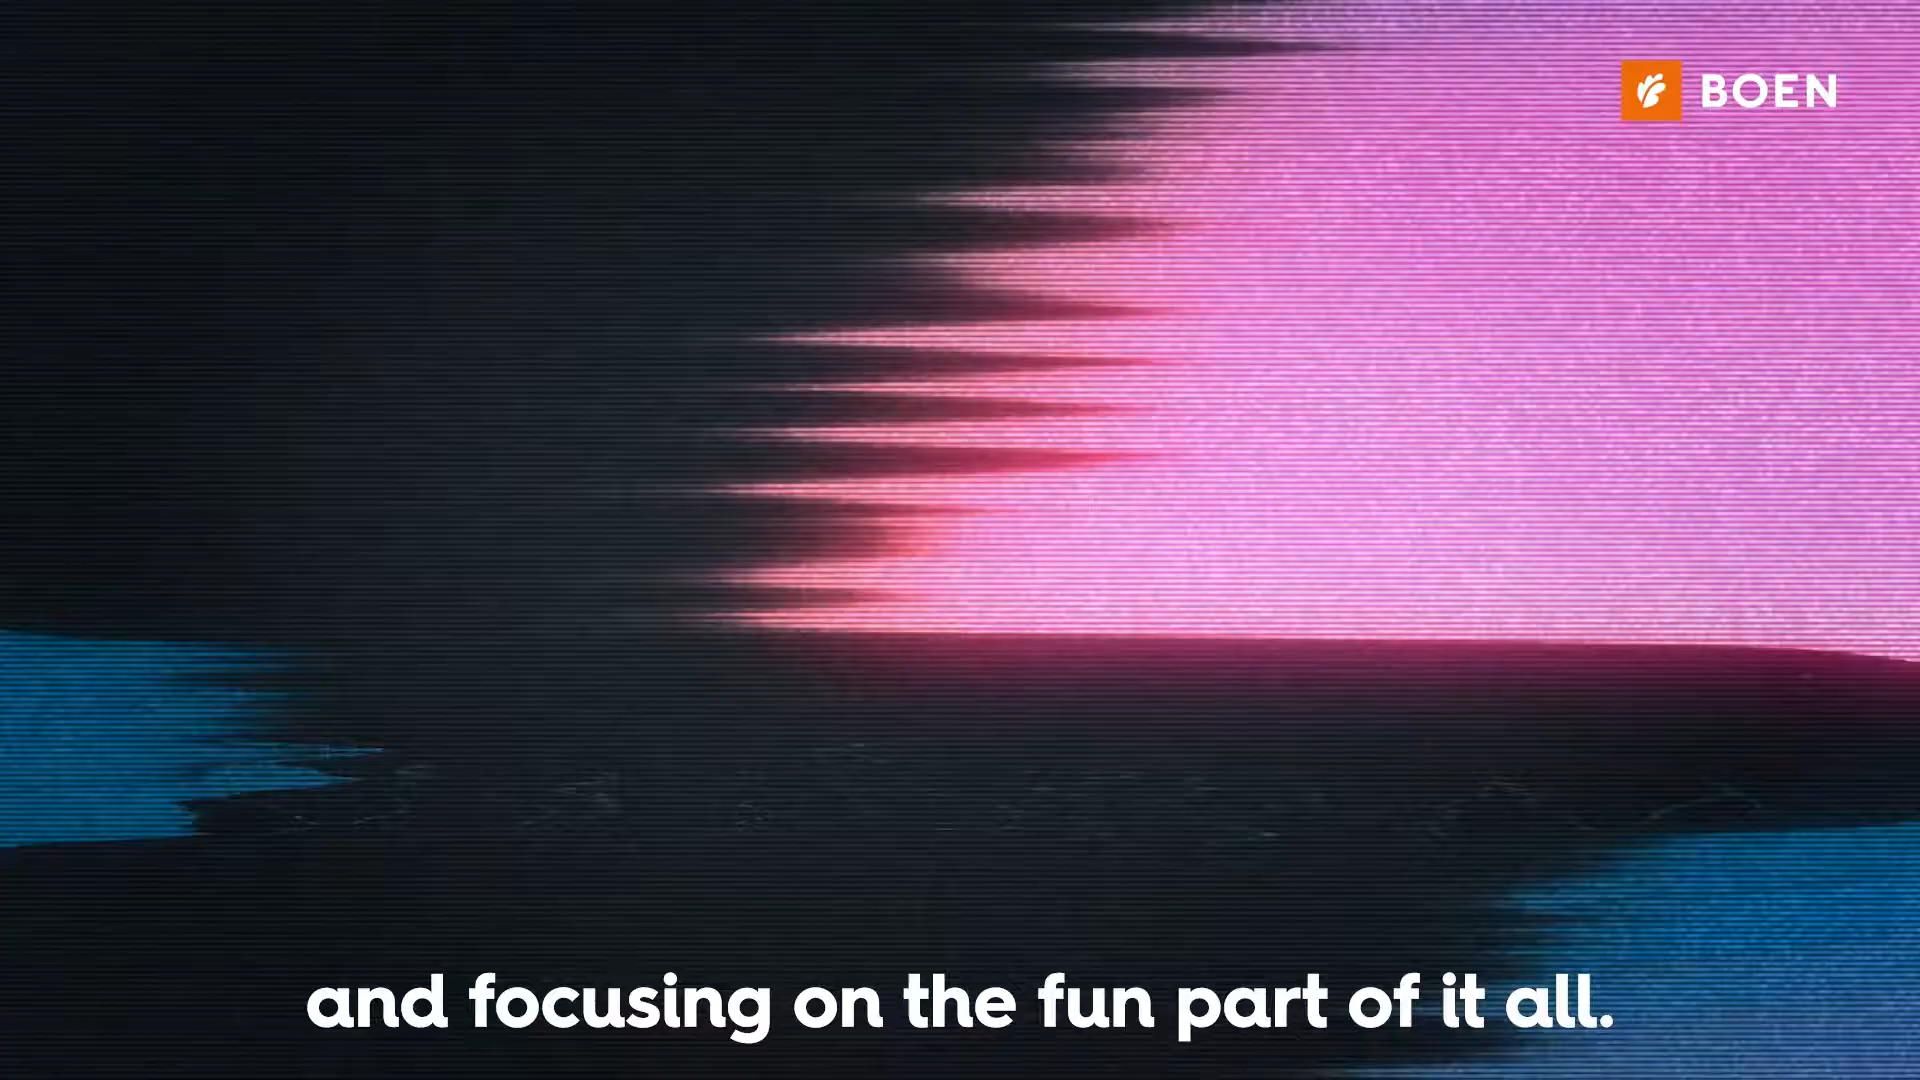 BOEN
and focusing on the fun part of it all.